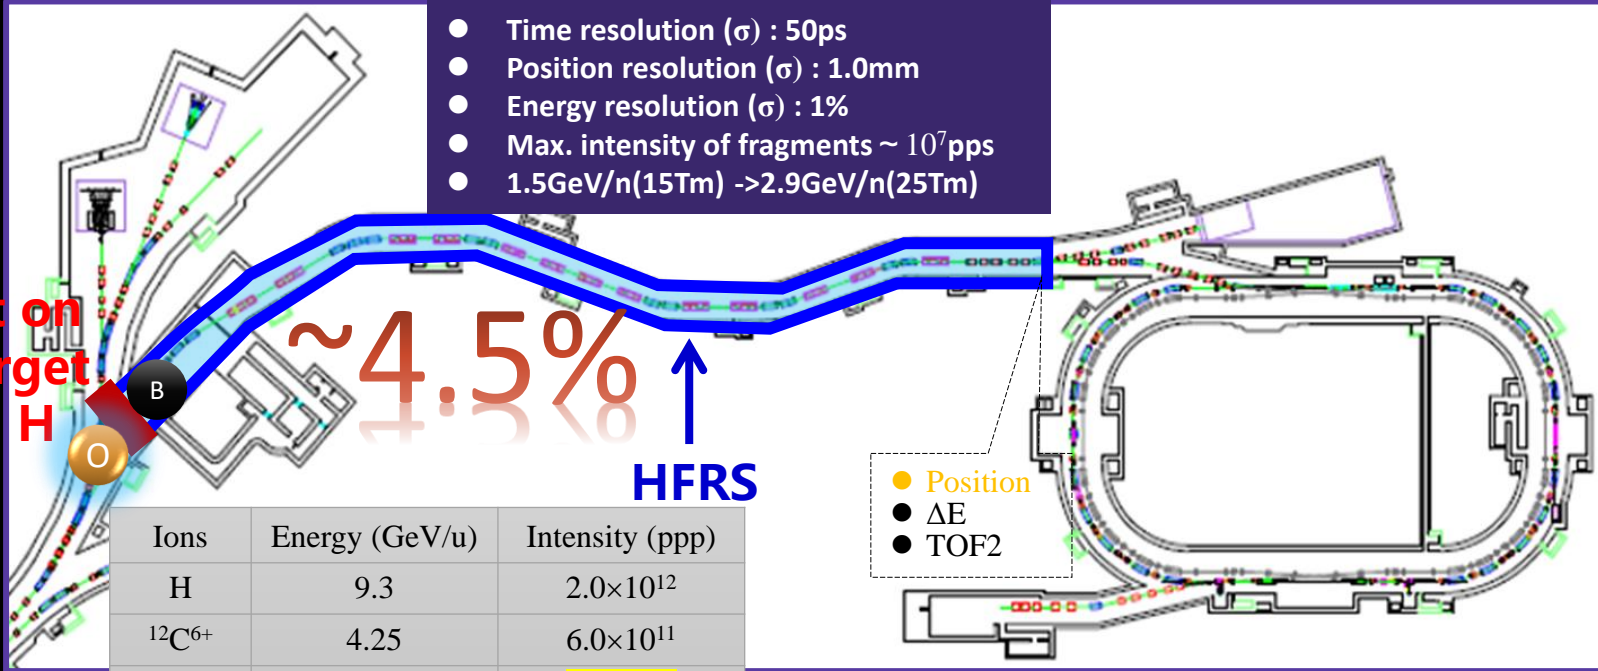 ● Time resolution (σ) : 50ps
● Position resolution (σ) : 1.0mm
● Energy resolution (σ) : 1%
● Max. intensity of fragments ~ 10⁷pps
● 1.5GeV/n(15Tm) ->2.9GeV/n(25Tm)
on
H
B
O
~4.5%
HFRS
● Position
● ΔE
● TOF2
Ions Energy (GeV/u) Intensity (ppp)
H 9.3 2.0×10¹²
¹²C⁶⁺ 4.25 6.0×10¹¹